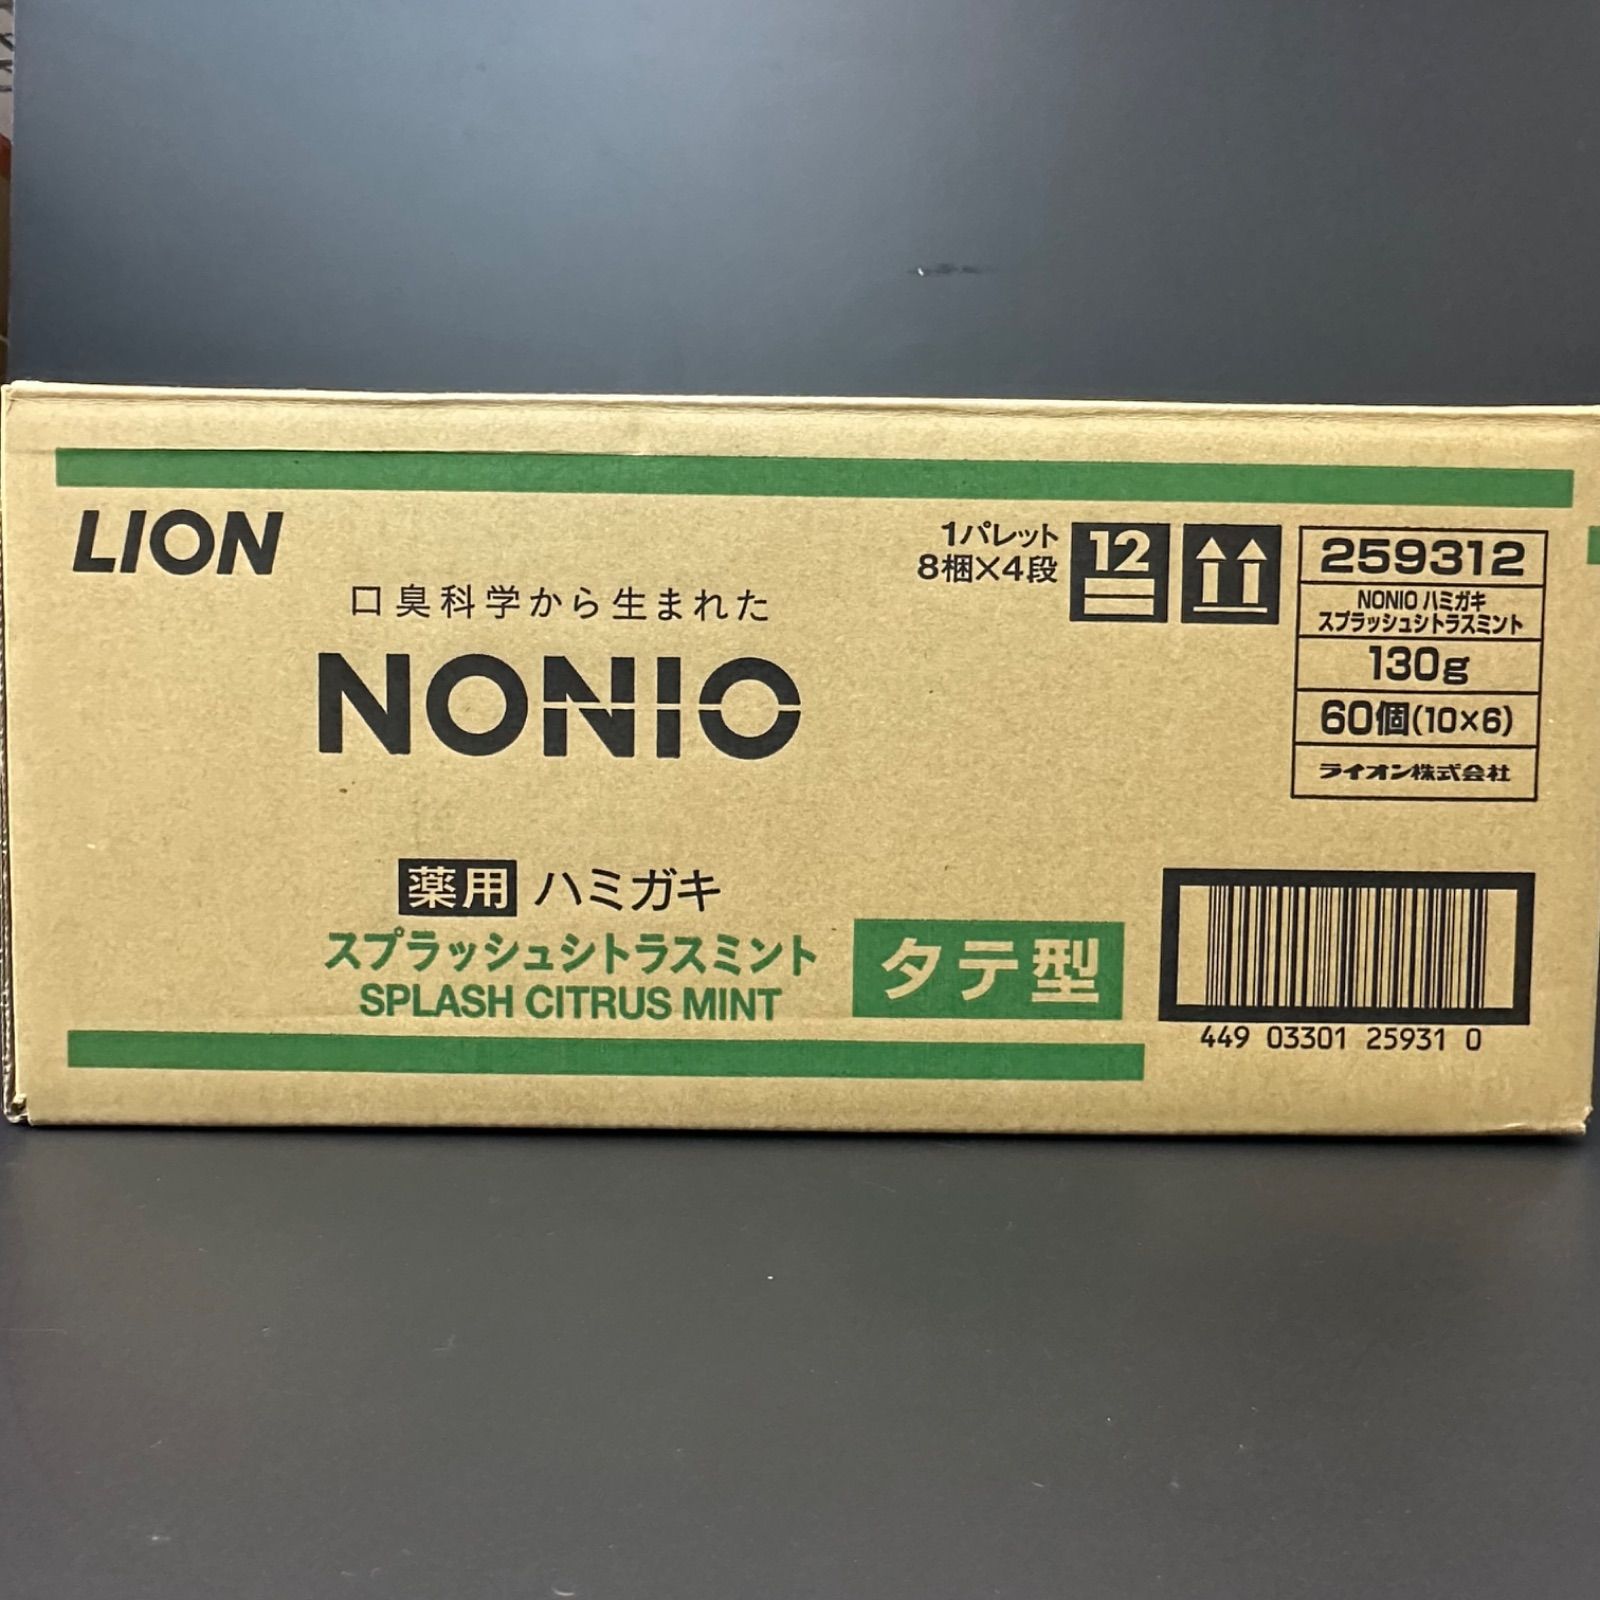 LION
口臭科学から生まれた
NONIO
薬用 ハミガキ
スプラッシュシトラスミント
SPLASH CITRUS MINT
タテ型
1パレット
8梱×4段
12
259312
NONIO ハミガキ
スプラッシュシトラスミント
130g
60個(10×6)
ライオン株式会社
449 03301 25931 0